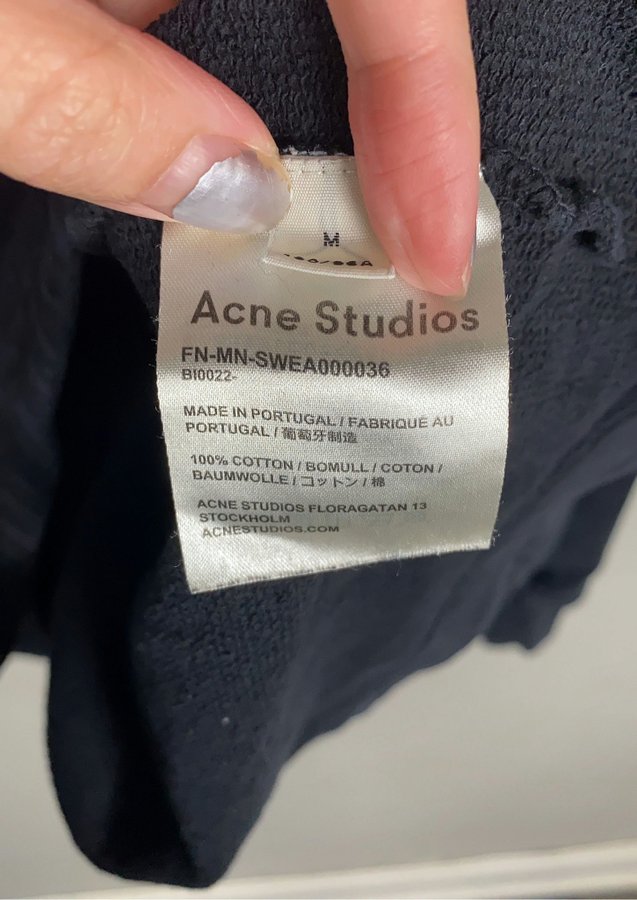 M
Acne Studios
FN-MN-SWEA000036
BI0022-
MADE IN PORTUGAL / FABRIQUÉ AU
PORTUGAL / 葡萄牙制造
100% COTTON / BOMULL / COTON /
BAUMWOLLE / コットン / 棉
ACNE STUDIOS FLORAGATAN 13
STOCKHOLM
ACNESTUDIOS.COM